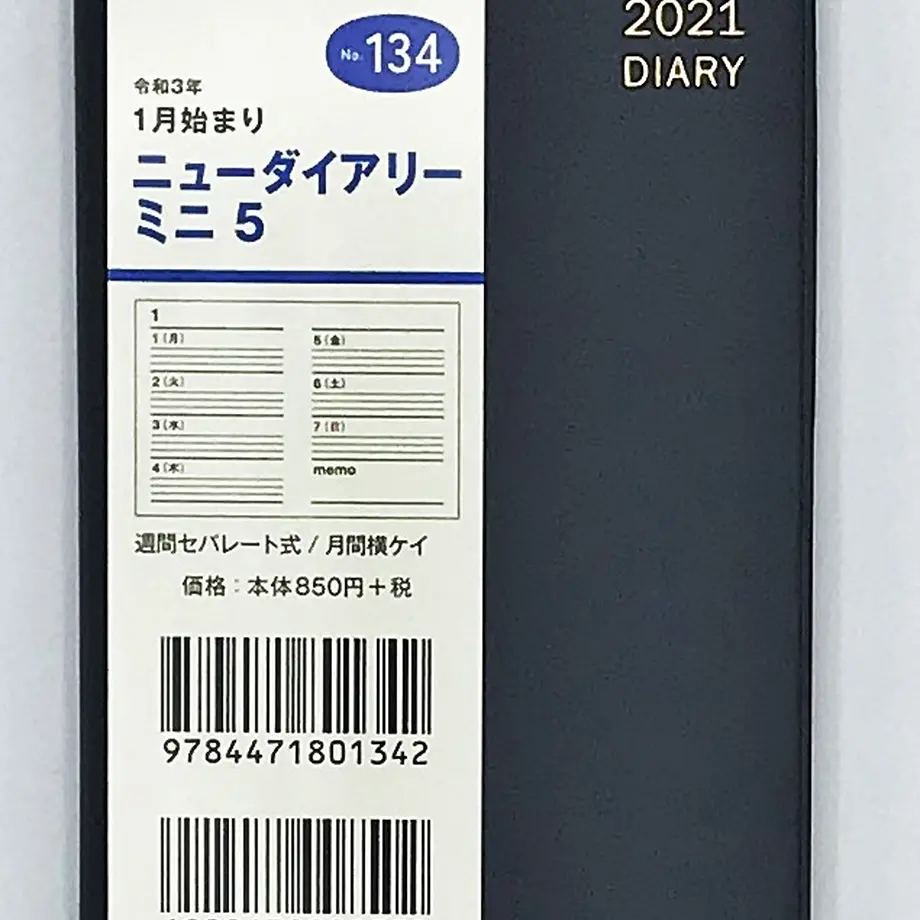 2021
DIARY
No. 134
令和3年
1月始まり
ニューダイアリー
ミニ 5
1
1(月)
2(火)
3(水)
4(木)
5(金)
6(土)
7(日)
memo
週間セパレート式 / 月間横ケイ
価格:本体850円+税
9784471801342